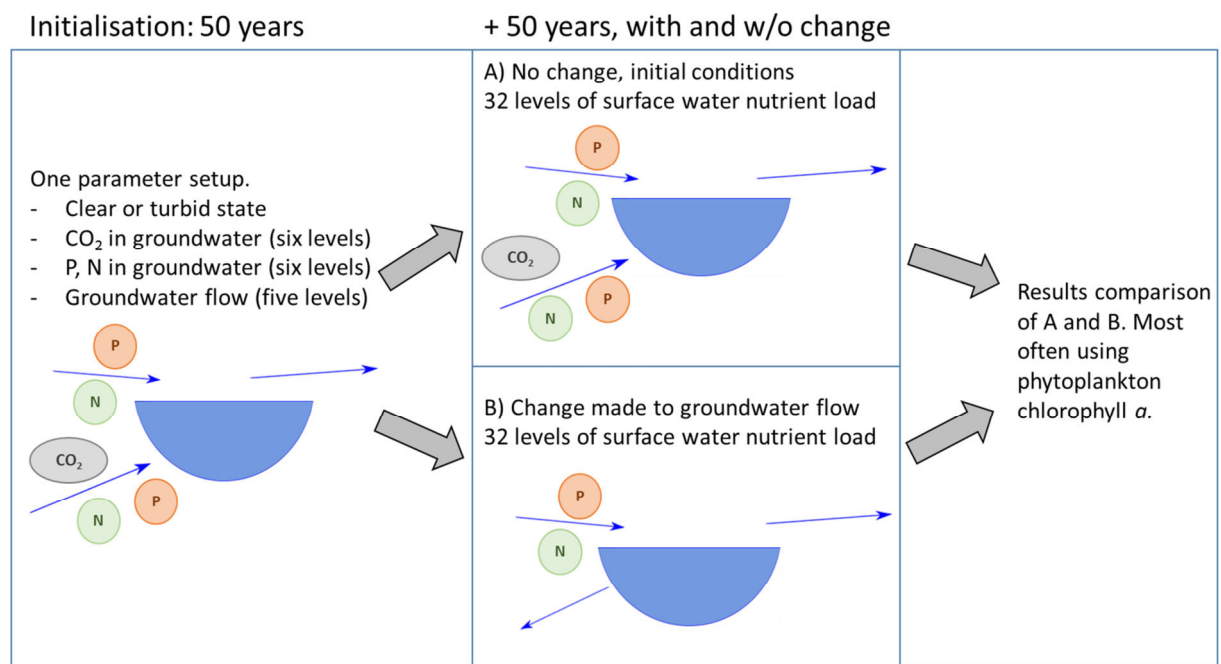 Initialisation: 50 years
+ 50 years, with and w/o change
One parameter setup.
- Clear or turbid state
- CO₂ in groundwater (six levels)
- P, N in groundwater (six levels)
- Groundwater flow (five levels)
P
N
CO₂
N
P
A) No change, initial conditions
32 levels of surface water nutrient load
P
N
CO₂
N
P
B) Change made to groundwater flow
32 levels of surface water nutrient load
P
N
Results comparison
of A and B. Most
often using
phytoplankton
chlorophyll a.